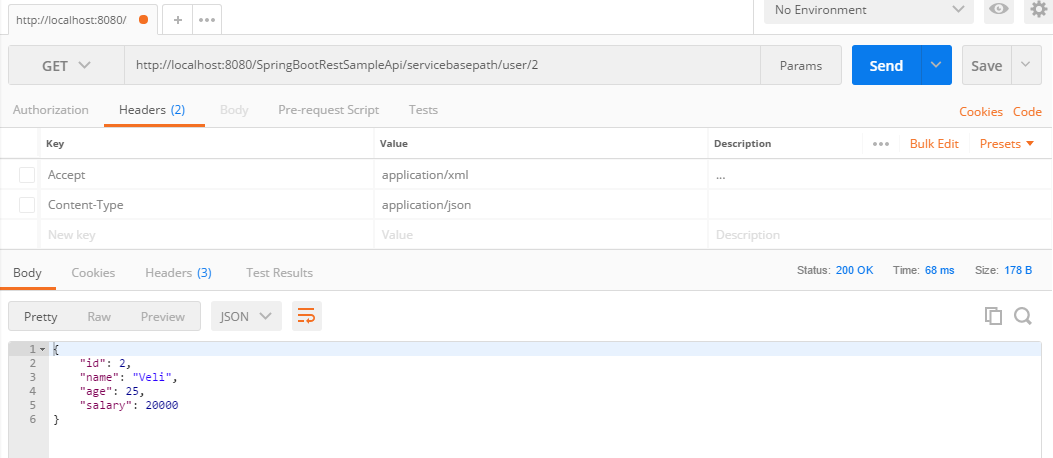 http://localhost:8080/ + ••• No Environment
GET http://localhost:8080/SpringBootRestSampleApi/servicebasepath/user/2 Params Send Save
Authorization Headers (2) Body Pre-request Script Tests Cookies Code
Key Value Description ••• Bulk Edit Presets
Accept application/xml ...
Content-Type application/json
New key Value Description
Body Cookies Headers (3) Test Results Status: 200 OK Time: 68 ms Size: 178 B
Pretty Raw Preview JSON
1 {
2 "id": 2,
3 "name": "Veli",
4 "age": 25,
5 "salary": 20000
6 }